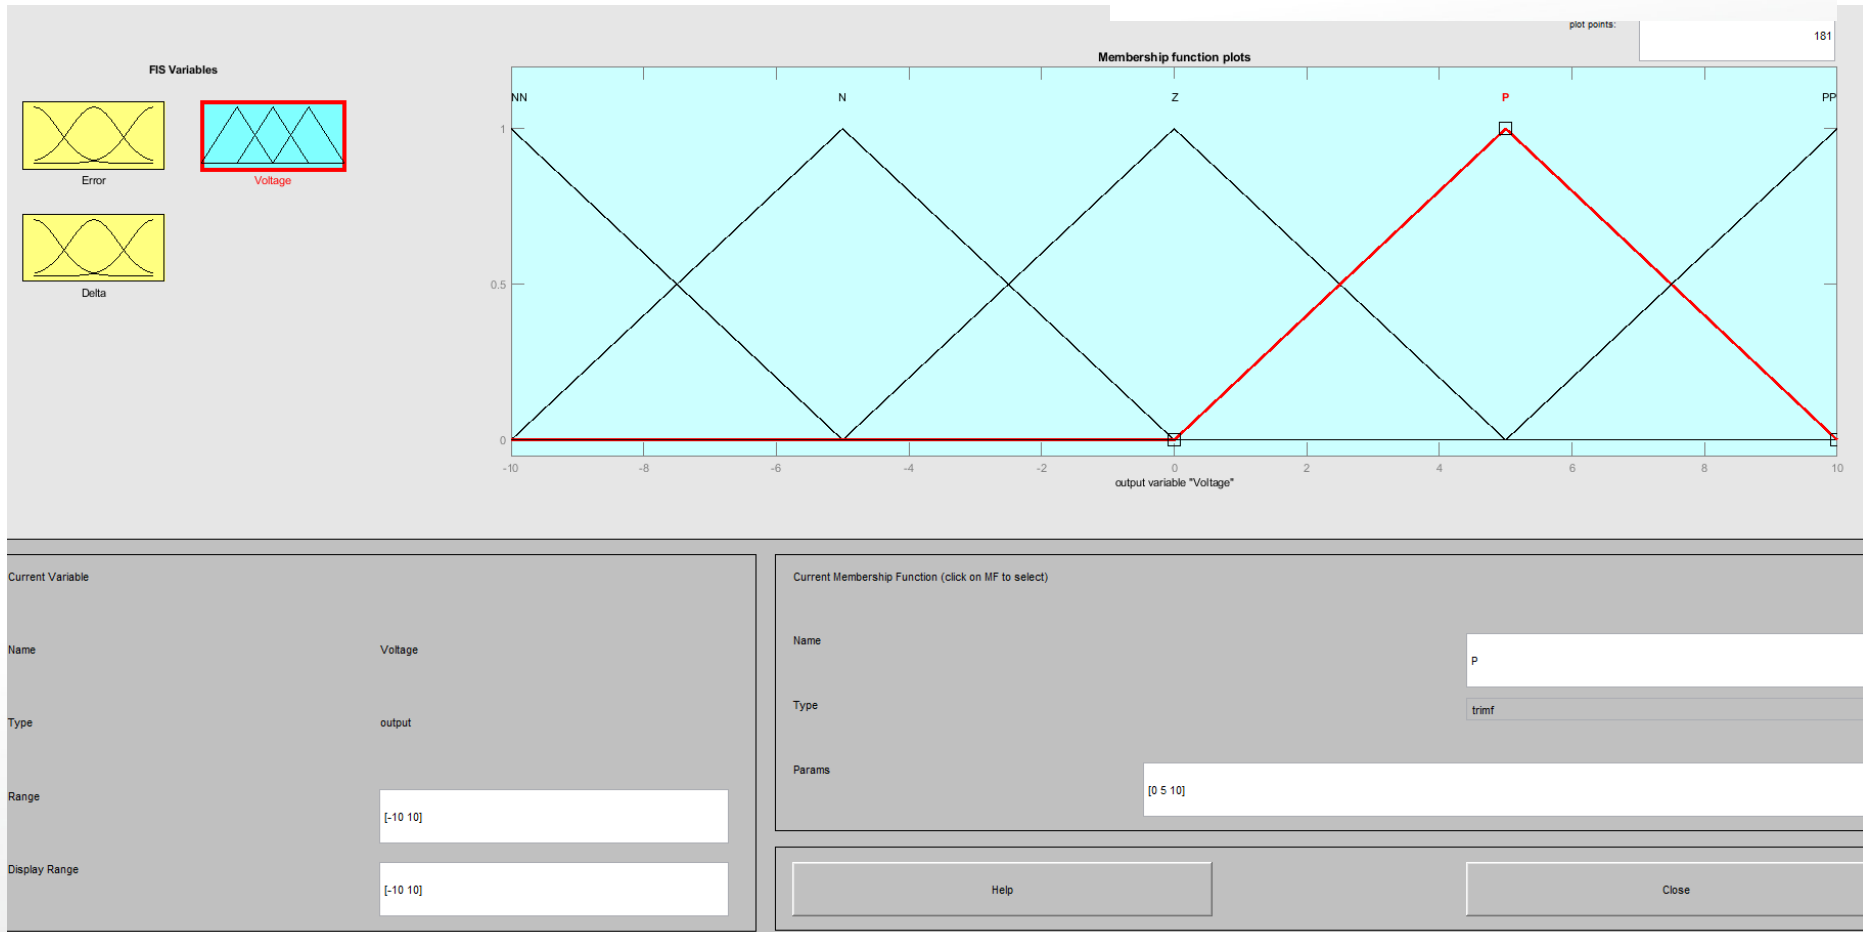 plot points:
181
FIS Variables
Membership function plots
NN N Z P PP
1
0.5
0
Error
Voltage
Delta
-10 -8 -6 -4 -2 0 2 4 6 8 10
output variable "Voltage"
Current Variable
Name Voltage
Type output
Range [-10 10]
Display Range [-10 10]
Current Membership Function (click on MF to select)
Name P
Type trimf
Params [0 5 10]
Help Close